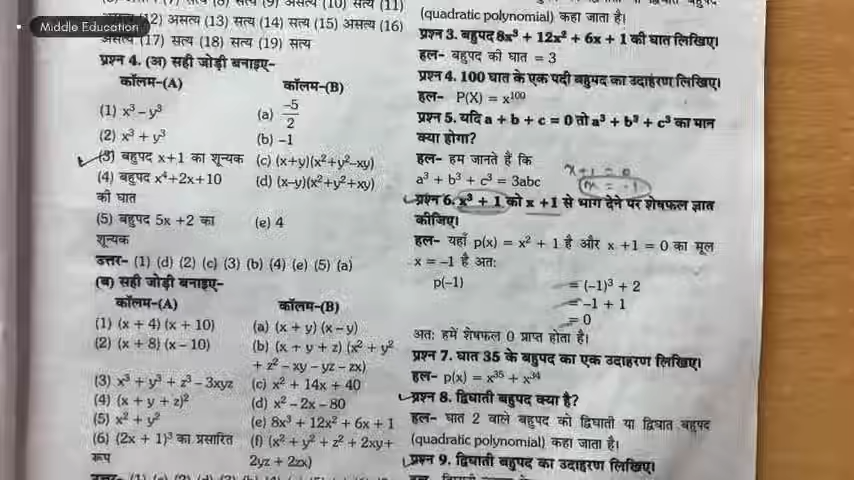 Middle Education
(12) असत्य (13) सत्य (14) सत्य (15) असत्य (16)
असत्य (17) सत्य (18) सत्य (19) सत्य
प्रश्न 4. (अ) सही जोड़ी बनाइए-
कॉलम-(A) कॉलम-(B)
(1) x³ – y³ (a) –5/2
(2) x³ + y³ (b) –1
(3) बहुपद x+1 का शून्यक (c) (x+y)(x²+y²–xy)
(4) बहुपद x⁴+2x+10 (d) (x–y)(x²+y²+xy)
की घात
(5) बहुपद 5x +2 का (e) 4
शून्यक
उत्तर- (1) (d) (2) (c) (3) (b) (4) (e) (5) (a)
(ब) सही जोड़ी बनाइए-
कॉलम-(A) कॉलम-(B)
(1) (x + 4) (x + 10) (a) (x + y) (x – y)
(2) (x + 8) (x – 10) (b) (x + y + z) (x² + y²
+ z² – xy – yz – zx)
(3) x³ + y³ + z³ – 3xyz (c) x² + 14x + 40
(4) (x + y + z)² (d) x² – 2x – 80
(5) x² + y² (e) 8x³ + 12x² + 6x + 1
(6) (2x + 1)³ का प्रसारित (f) (x² + y² + z² + 2xy+
रूप 2yz + 2zx)
(quadratic polynomial) कहा जाता है।
प्रश्न 3. बहुपद 8x³ + 12x² + 6x + 1 की घात लिखिए।
हल- बहुपद की घात = 3
प्रश्न 4. 100 घात के एक पदी बहुपद का उदाहरण लिखिए।
हल- P(X) = x¹⁰⁰
प्रश्न 5. यदि a + b + c = 0 तो a³ + b³ + c³ का मान
क्या होगा?
हल- हम जानते हैं कि
x+1 = 0
a³ + b³ + c³ = 3abc
x = -1
प्रश्न 6. x³ + 1 को x +1 से भाग देने पर शेषफल ज्ञात
कीजिए।
हल- यहाँ p(x) = x² + 1 है और x +1 = 0 का मूल
x = –1 है अतः
p(-1) = (–1)³ + 2
= –1 + 1
= 0
अतः हमें शेषफल 0 प्राप्त होता है।
प्रश्न 7. घात 35 के बहुपद का एक उदाहरण लिखिए।
हल- p(x) = x³⁵ + x³⁴
प्रश्न 8. द्विघाती बहुपद क्या है?
हल- घात 2 वाले बहुपद को द्विघाती या द्विघात बहुपद
(quadratic polynomial) कहा जाता है।
प्रश्न 9. द्विघाती बहुपद का उदाहरण लिखिए।